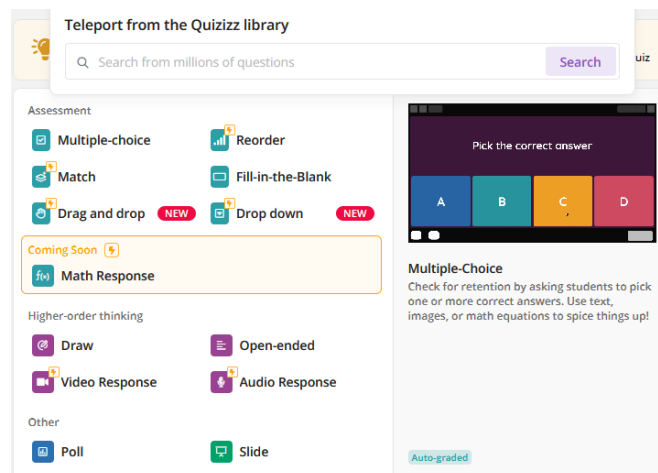 Teleport from the Quizizz library
Search from millions of questions
Search
uiz
Assessment
Multiple-choice
Reorder
Match
Fill-in-the-Blank
Drag and drop NEW
Drop down NEW
Coming Soon
f(x) Math Response
Higher-order thinking
Draw
Open-ended
Video Response
Audio Response
Other
Poll
Slide
Pick the correct answer
A B C D
Multiple-Choice
Check for retention by asking students to pick
one or more correct answers. Use text,
images, or math equations to spice things up!
Auto-graded